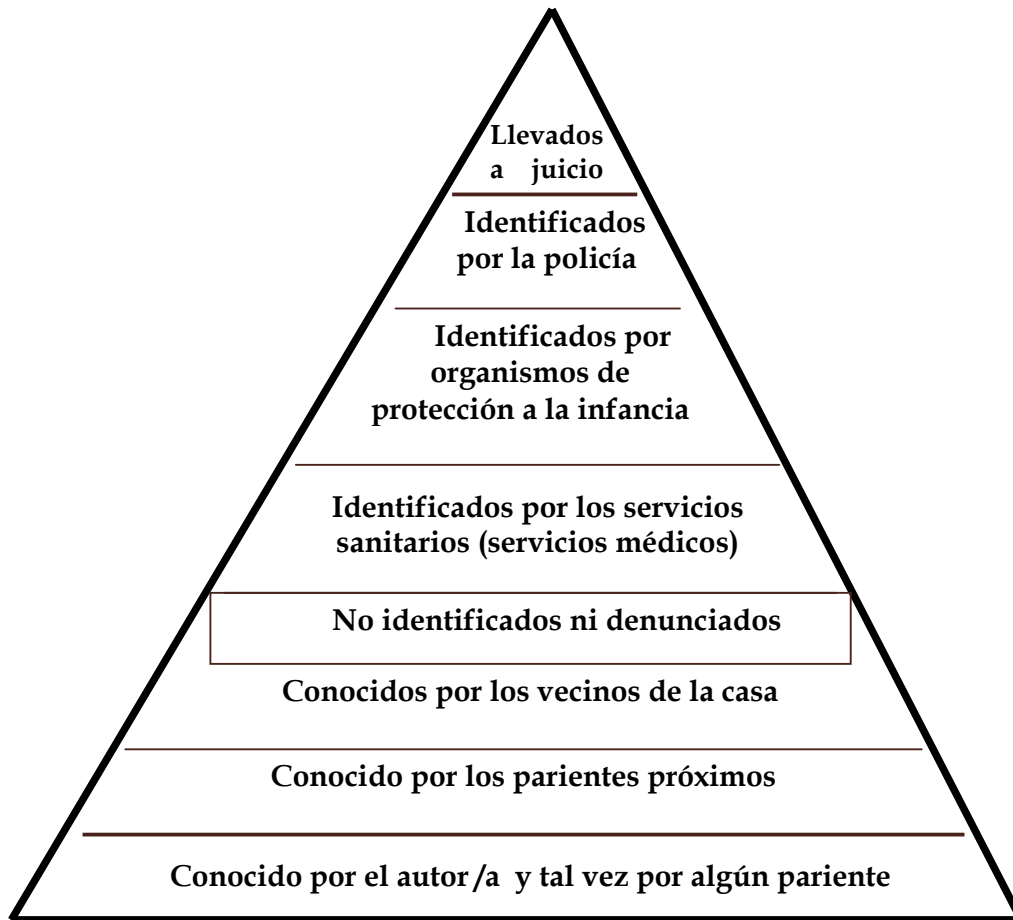 Llevados
a juicio
Identificados
por la policía
Identificados por
organismos de
protección a la infancia
Identificados por los servicios
sanitarios (servicios médicos)
No identificados ni denunciados
Conocidos por los vecinos de la casa
Conocido por los parientes próximos
Conocido por el autor/a y tal vez por algún pariente